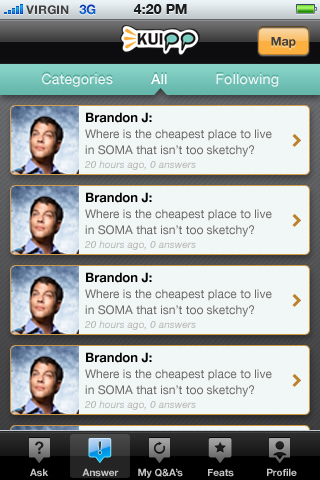 VIRGIN 3G 4:20 PM
KUIPP
Map
Categories All Following
Brandon J:
Where is the cheapest place to live
in SOMA that isn't too sketchy?
20 hours ago, 0 answers
Brandon J:
Where is the cheapest place to live
in SOMA that isn't too sketchy?
20 hours ago, 0 answers
Brandon J:
Where is the cheapest place to live
in SOMA that isn't too sketchy?
20 hours ago, 0 answers
Brandon J:
Where is the cheapest place to live
in SOMA that isn't too sketchy?
20 hours ago, 0 answers
?
Ask Answer My Q&A's Feats Profile